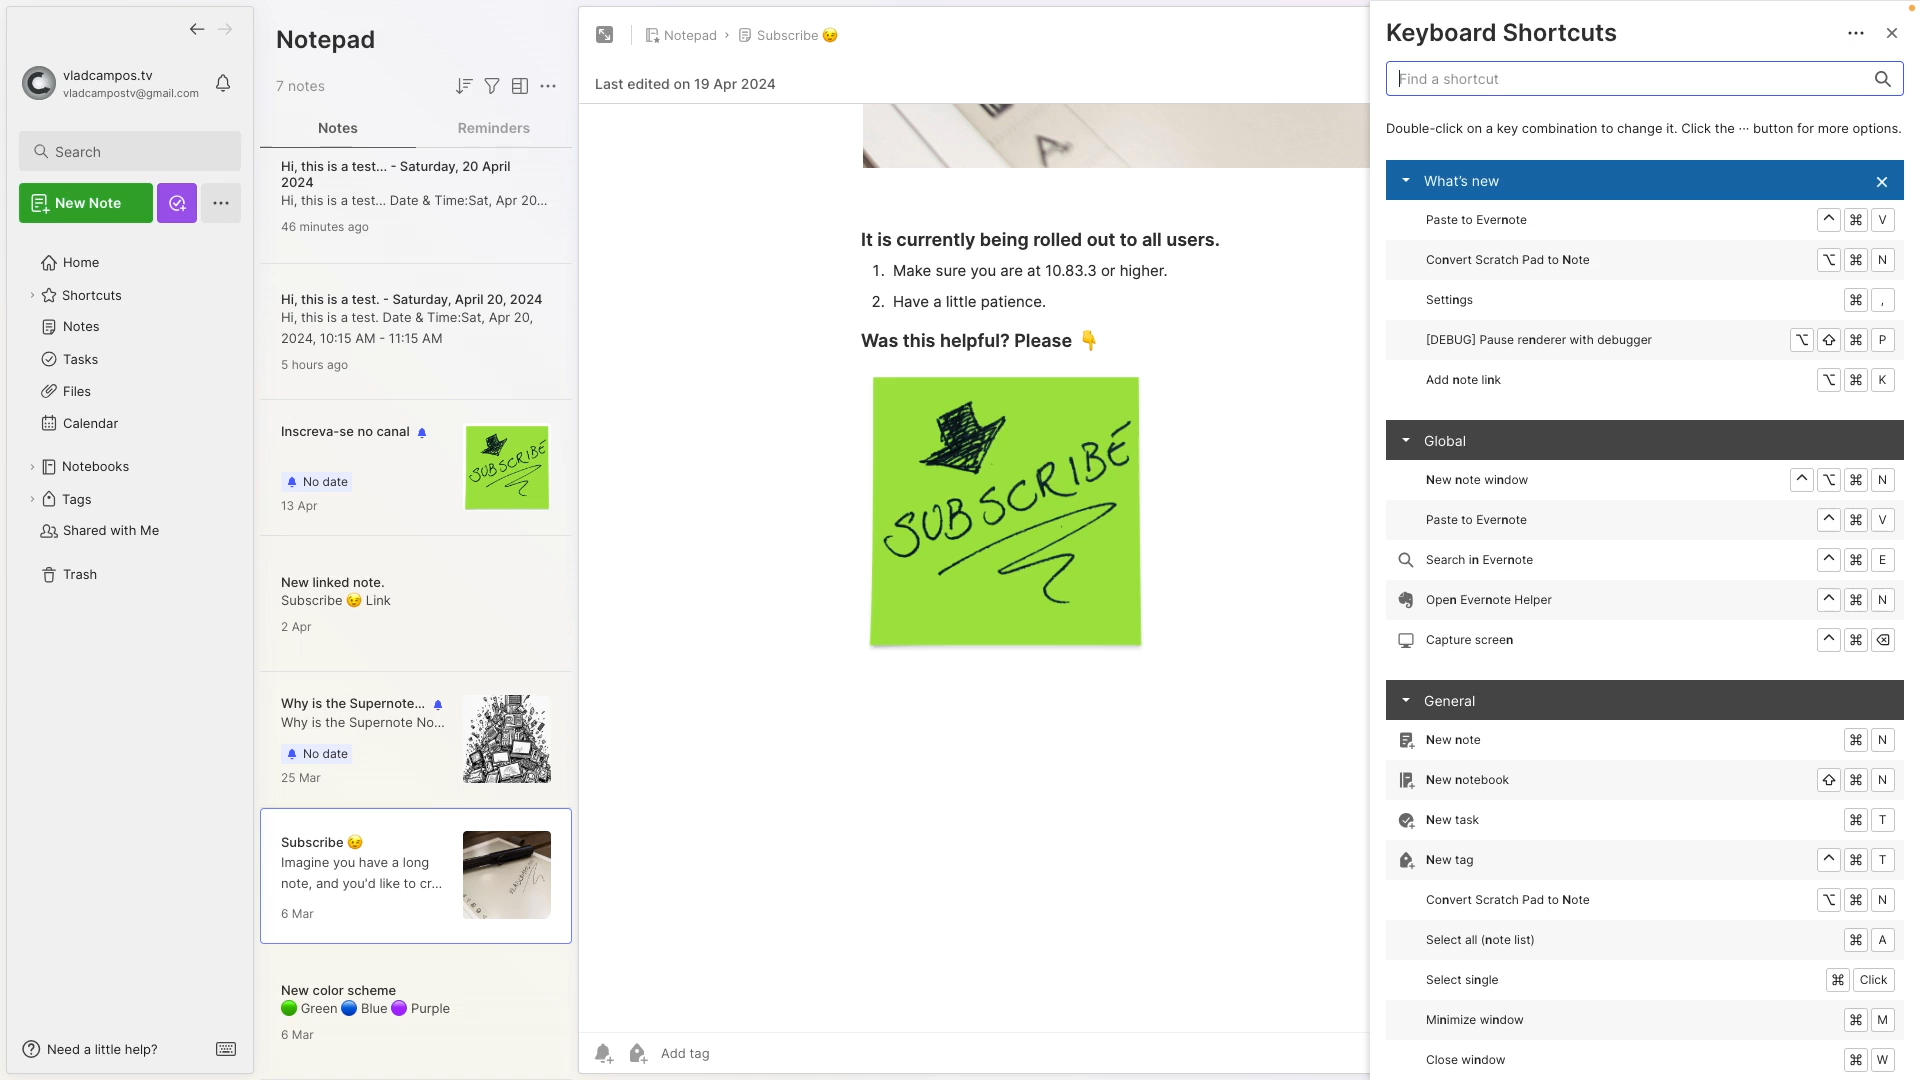 vladcampos.tv
vladcampostv@gmail.com
Search
New Note
Home
Shortcuts
Notes
Tasks
Files
Calendar
Notebooks
Tags
Shared with Me
Trash
Need a little help?
Notepad
7 notes
Notes
Reminders
Hi, this is a test... - Saturday, 20 April
2024
Hi, this is a test... Date & Time:Sat, Apr 20...
46 minutes ago
Hi, this is a test. - Saturday, April 20, 2024
Hi, this is a test. Date & Time:Sat, Apr 20,
2024, 10:15 AM - 11:15 AM
5 hours ago
Inscreva-se no canal
No date
13 Apr
SUBSCRIBE
New linked note.
Subscribe 😉 Link
2 Apr
Why is the Supernote...
Why is the Supernote No...
No date
25 Mar
Subscribe 😉
Imagine you have a long
note, and you'd like to cr...
6 Mar
New color scheme
🟢 Green 🔵 Blue 🟣 Purple
6 Mar
Notepad › Subscribe 😉
Last edited on 19 Apr 2024
It is currently being rolled out to all users.
1. Make sure you are at 10.83.3 or higher.
2. Have a little patience.
Was this helpful? Please 👇
SUBSCRIBE
Add tag
Keyboard Shortcuts
Find a shortcut
Double-click on a key combination to change it. Click the ··· button for more options.
What's new
Paste to Evernote ^ ⌘ V
Convert Scratch Pad to Note ⌥ ⌘ N
Settings ⌘ ,
[DEBUG] Pause renderer with debugger ⌥ ⇧ ⌘ P
Add note link ⌥ ⌘ K
Global
New note window ^ ⌥ ⌘ N
Paste to Evernote ^ ⌘ V
Search in Evernote ^ ⌘ E
Open Evernote Helper ^ ⌘ N
Capture screen ^ ⌘ ⌫
General
New note ⌘ N
New notebook ⇧ ⌘ N
New task ⌘ T
New tag ^ ⌘ T
Convert Scratch Pad to Note ⌥ ⌘ N
Select all (note list) ⌘ A
Select single ⌘ Click
Minimize window ⌘ M
Close window ⌘ W